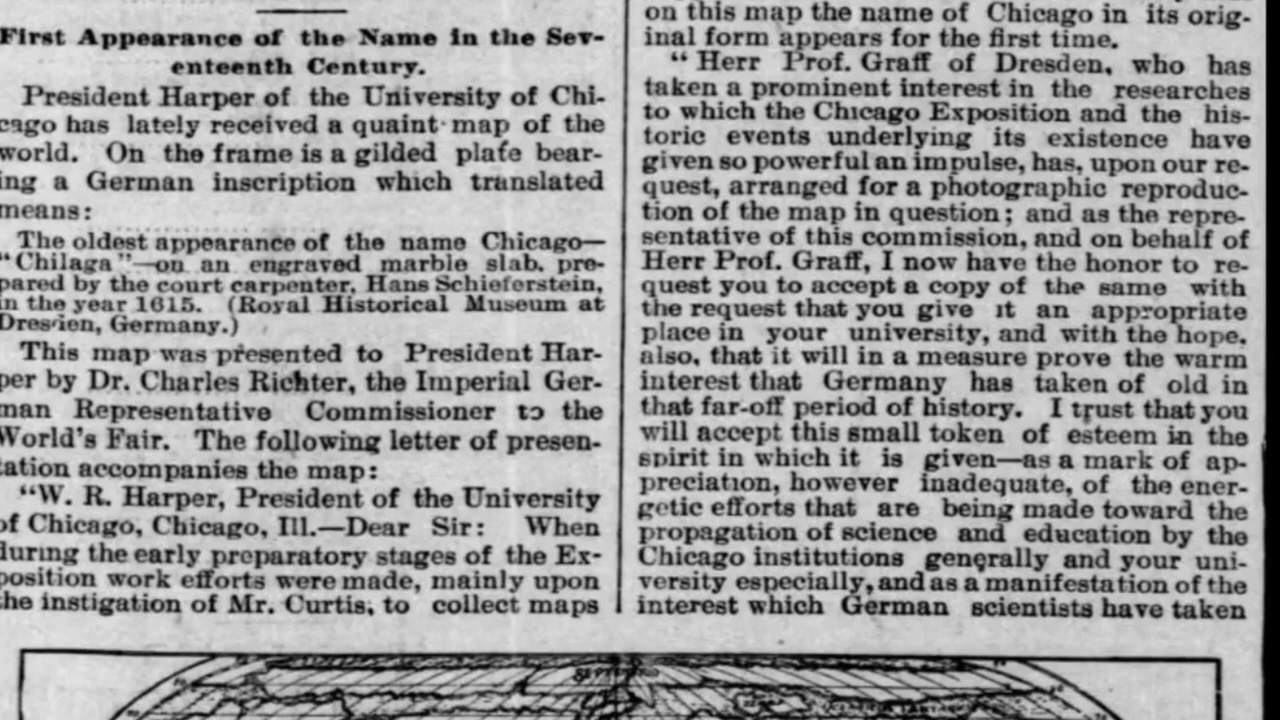 First Appearance of the Name in the Sev-
enteenth Century.
President Harper of the University of Chi-
cago has lately received a quaint map of the
world. On the frame is a gilded plate bear-
ing a German inscription which translated
means:
The oldest appearance of the name Chicago—
"Chilaga"—on an engraved marble slab, pre-
pared by the court carpenter, Hans Schieferstein,
in the year 1615. (Royal Historical Museum at
Dresden, Germany.)
This map was presented to President Har-
per by Dr. Charles Richter, the Imperial Ger-
man Representative Commissioner to the
World's Fair. The following letter of presen-
tation accompanies the map:
"W. R. Harper, President of the University
of Chicago, Chicago, Ill.—Dear Sir: When
during the early preparatory stages of the Ex-
position work efforts were made, mainly upon
the instigation of Mr. Curtis, to collect maps
on this map the name of Chicago in its orig-
inal form appears for the first time.
"Herr Prof. Graff of Dresden, who has
taken a prominent interest in the researches
to which the Chicago Exposition and the his-
toric events underlying its existence have
given so powerful an impulse, has, upon our re-
quest, arranged for a photographic reproduc-
tion of the map in question; and as the repre-
sentative of this commission, and on behalf of
Herr Prof. Graff, I now have the honor to re-
quest you to accept a copy of the same with
the request that you give it an appropriate
place in your university, and with the hope,
also, that it will in a measure prove the warm
interest that Germany has taken of old in
that far-off period of history. I trust that you
will accept this small token of esteem in the
spirit in which it is given—as a mark of ap-
preciation, however inadequate, of the ener-
getic efforts that are being made toward the
propagation of science and education by the
Chicago institutions generally and your uni-
versity especially, and as a manifestation of the
interest which German scientists have taken